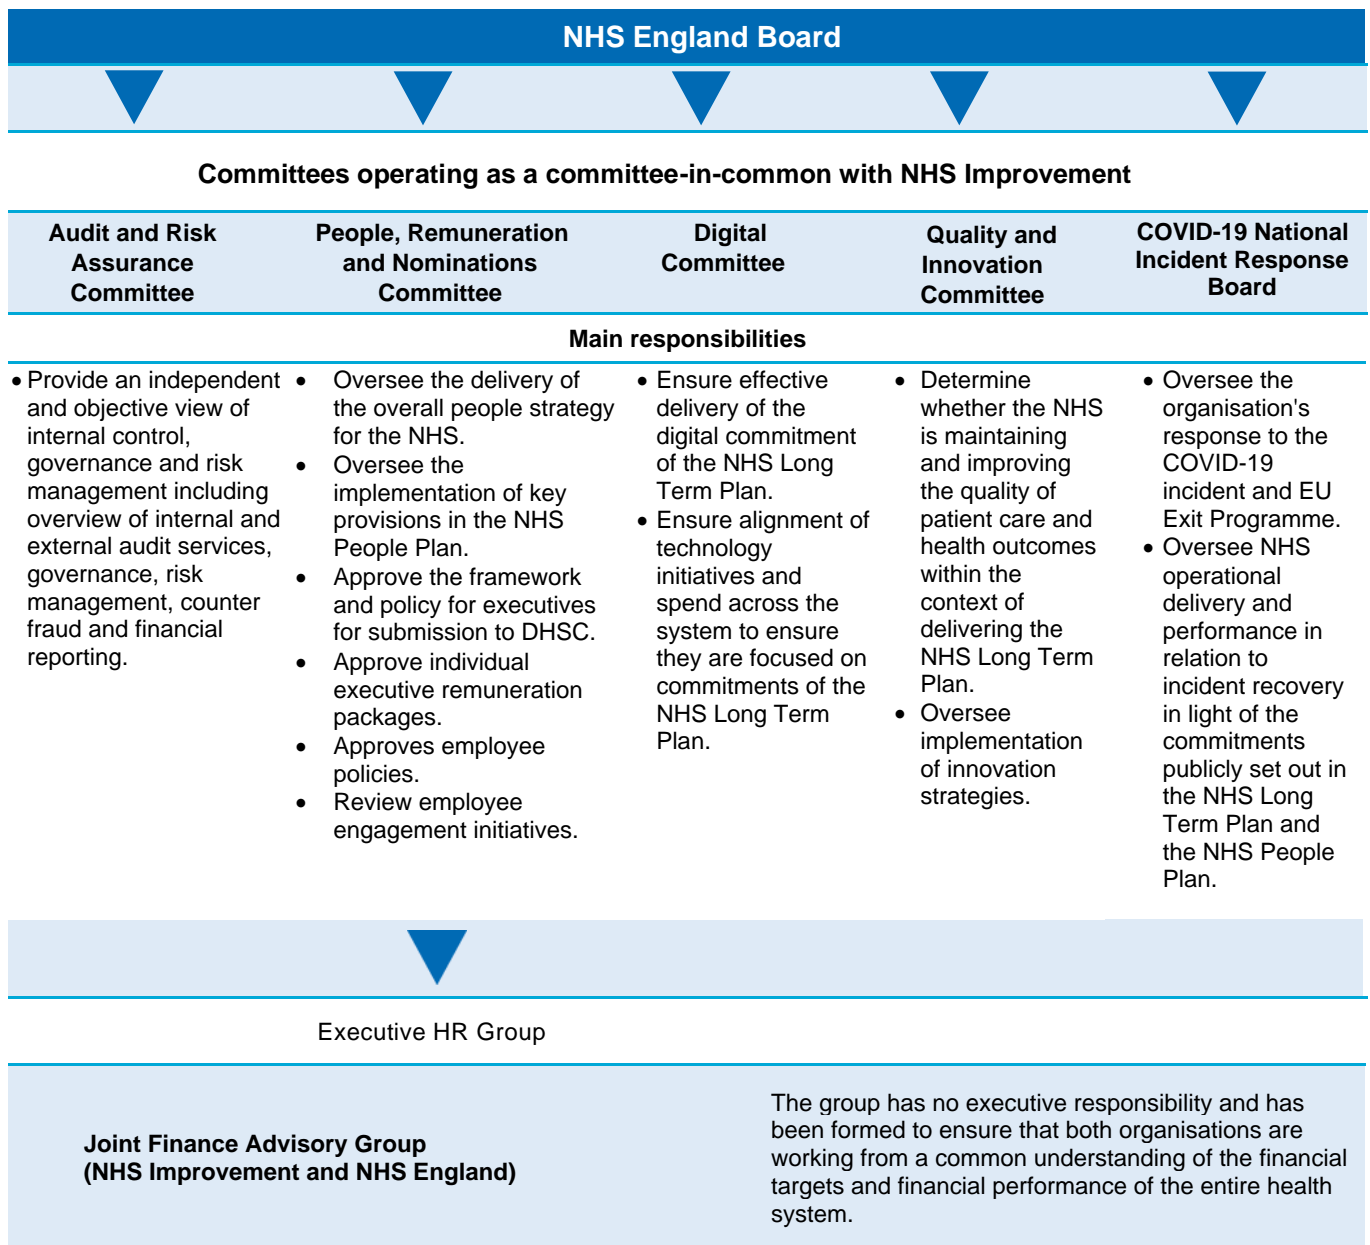 NHS England Board
Committees operating as a committee-in-common with NHS Improvement
Audit and Risk
Assurance
Committee
People, Remuneration
and Nominations
Committee
Digital
Committee
Quality and
Innovation
Committee
COVID-19 National
Incident Response
Board
Main responsibilities
• Provide an independent
and objective view of
internal control,
governance and risk
management including
overview of internal and
external audit services,
governance, risk
management, counter
fraud and financial
reporting.
• Oversee the delivery of
the overall people strategy
for the NHS.
• Oversee the
implementation of key
provisions in the NHS
People Plan.
• Approve the framework
and policy for executives
for submission to DHSC.
• Approve individual
executive remuneration
packages.
• Approves employee
policies.
• Review employee
engagement initiatives.
• Ensure effective
delivery of the
digital commitment
of the NHS Long
Term Plan.
• Ensure alignment of
technology
initiatives and
spend across the
system to ensure
they are focused on
commitments of the
NHS Long Term
Plan.
• Determine
whether the NHS
is maintaining
and improving
the quality of
patient care and
health outcomes
within the
context of
delivering the
NHS Long Term
Plan.
• Oversee
implementation
of innovation
strategies.
• Oversee the
organisation's
response to the
COVID-19
incident and EU
Exit Programme.
• Oversee NHS
operational
delivery and
performance in
relation to
incident recovery
in light of the
commitments
publicly set out in
the NHS Long
Term Plan and
the NHS People
Plan.
Executive HR Group
Joint Finance Advisory Group
(NHS Improvement and NHS England)
The group has no executive responsibility and has
been formed to ensure that both organisations are
working from a common understanding of the financial
targets and financial performance of the entire health
system.